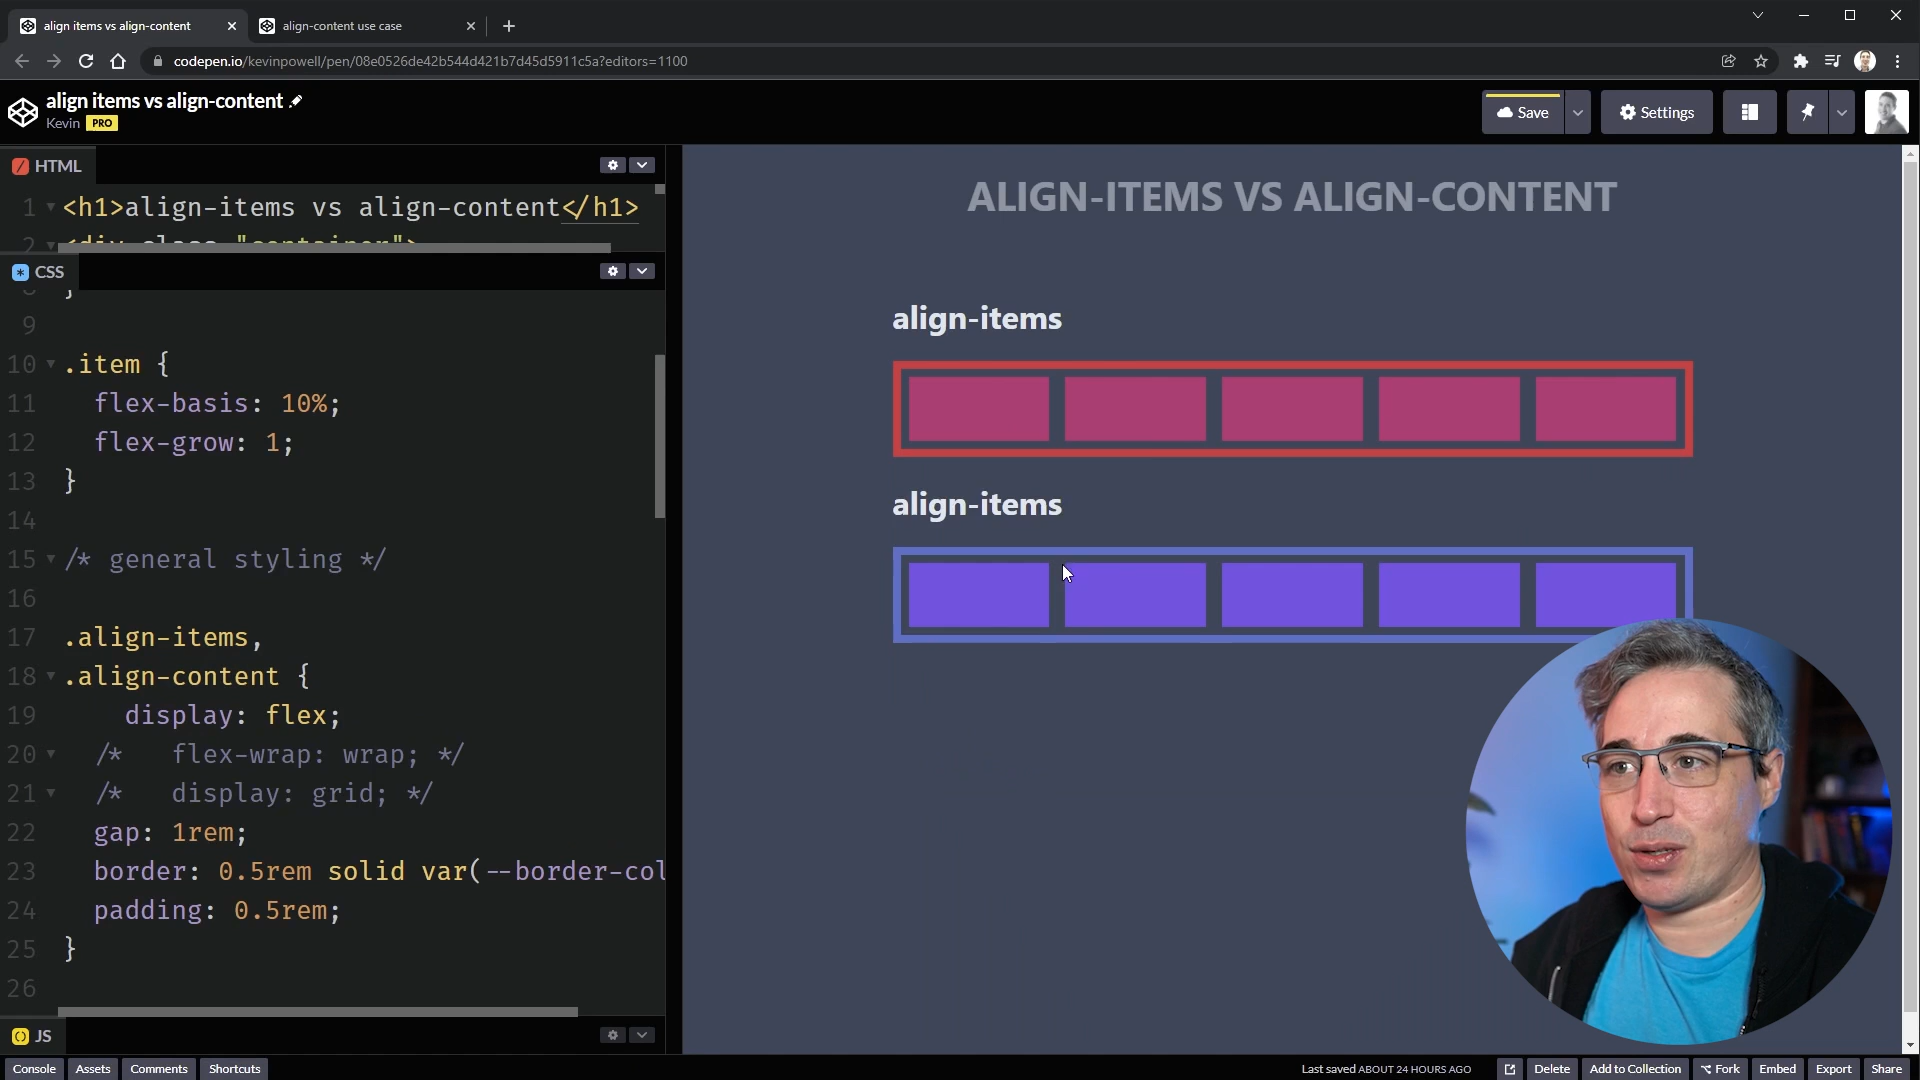 align items vs align-content
align-content use case
codepen.io/kevinpowell/pen/08e0526de42b544d421b7d45d5911c5a?editors=1100
align items vs align-content
Kevin PRO
Save
Settings
HTML
1 <h1>align-items vs align-content</h1>
2 <div class="container">
CSS
8 }
9
10 .item {
11 flex-basis: 10%;
12 flex-grow: 1;
13 }
14
15 /* general styling */
16
17 .align-items,
18 .align-content {
19 display: flex;
20 /* flex-wrap: wrap; */
21 /* display: grid; */
22 gap: 1rem;
23 border: 0.5rem solid var(--border-col
24 padding: 0.5rem;
25 }
26
JS
ALIGN-ITEMS VS ALIGN-CONTENT
align-items
align-items
Console Assets Comments Shortcuts
Last saved ABOUT 24 HOURS AGO
Delete Add to Collection Fork Embed Export Share